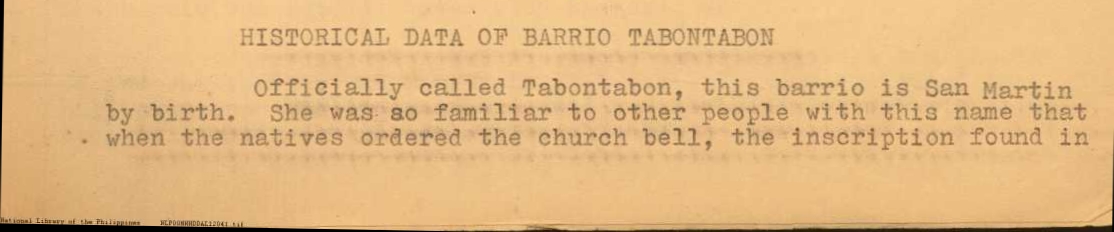 HISTORICAL DATA OF BARRIO TABONTABON
Officially called Tabontabon, this barrio is San Martin
by birth. She was so familiar to other people with this name that
when the natives ordered the church bell, the inscription found in
National Library of the Philippines